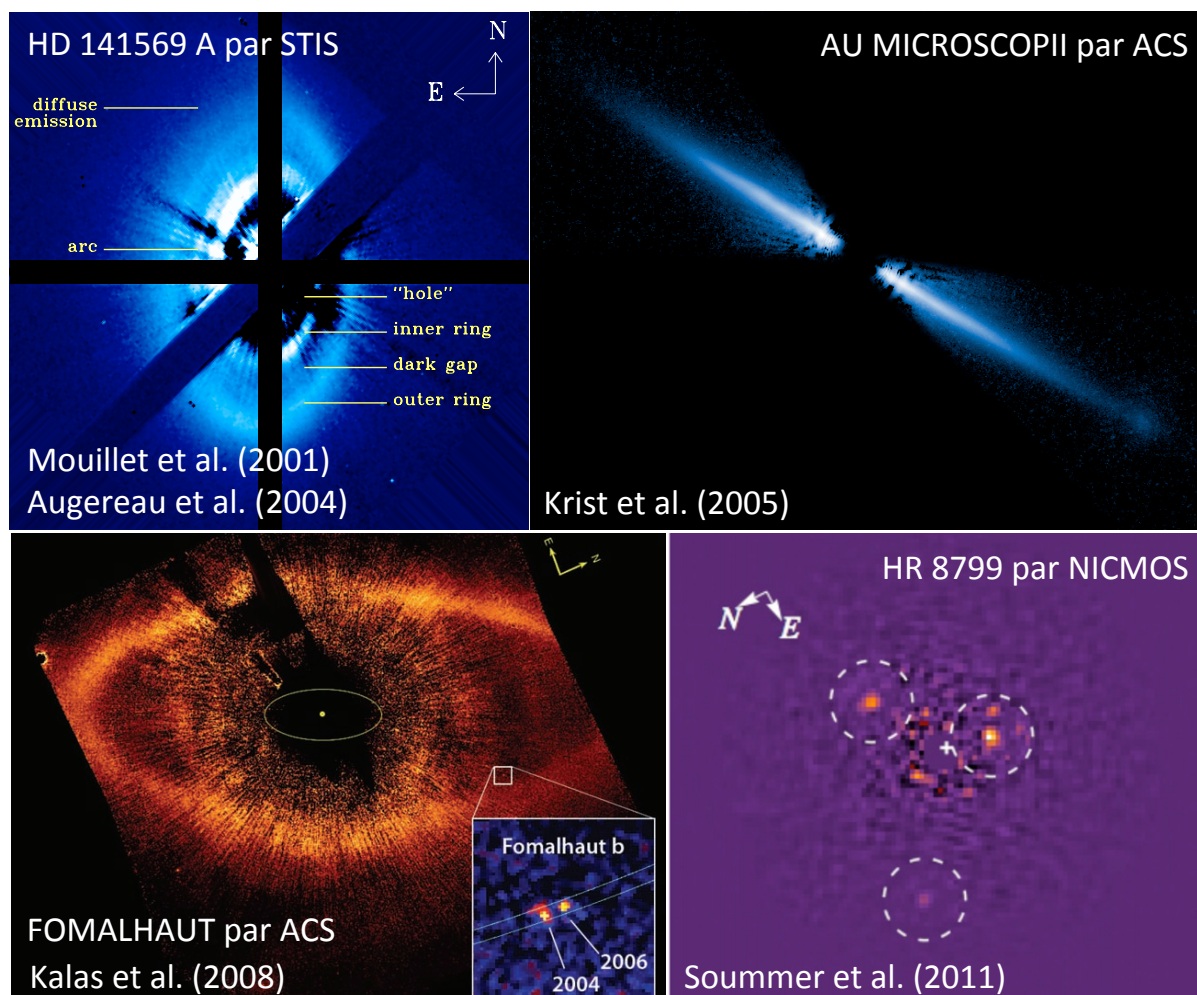 HD 141569 A par STIS
N
E
diffuse
emission
arc
"hole"
inner ring
dark gap
outer ring
Mouillet et al. (2001)
Augereau et al. (2004)
AU MICROSCOPII par ACS
Krist et al. (2005)
E
N
Fomalhaut b
2006
2004
FOMALHAUT par ACS
Kalas et al. (2008)
HR 8799 par NICMOS
N
E
Soummer et al. (2011)